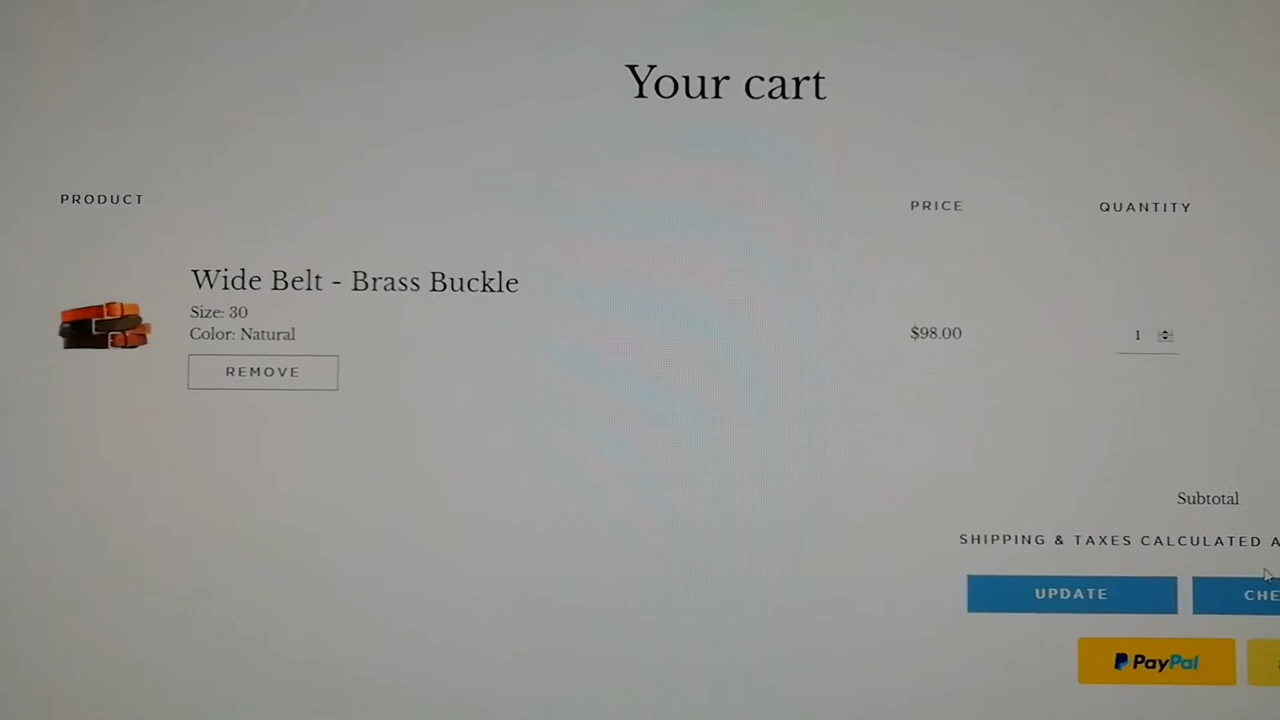 Your cart
PRODUCT
PRICE
QUANTITY
Wide Belt - Brass Buckle
Size: 30
Color: Natural
REMOVE
$98.00
1
Subtotal
SHIPPING & TAXES CALCULATED A
UPDATE
CHE
PayPal